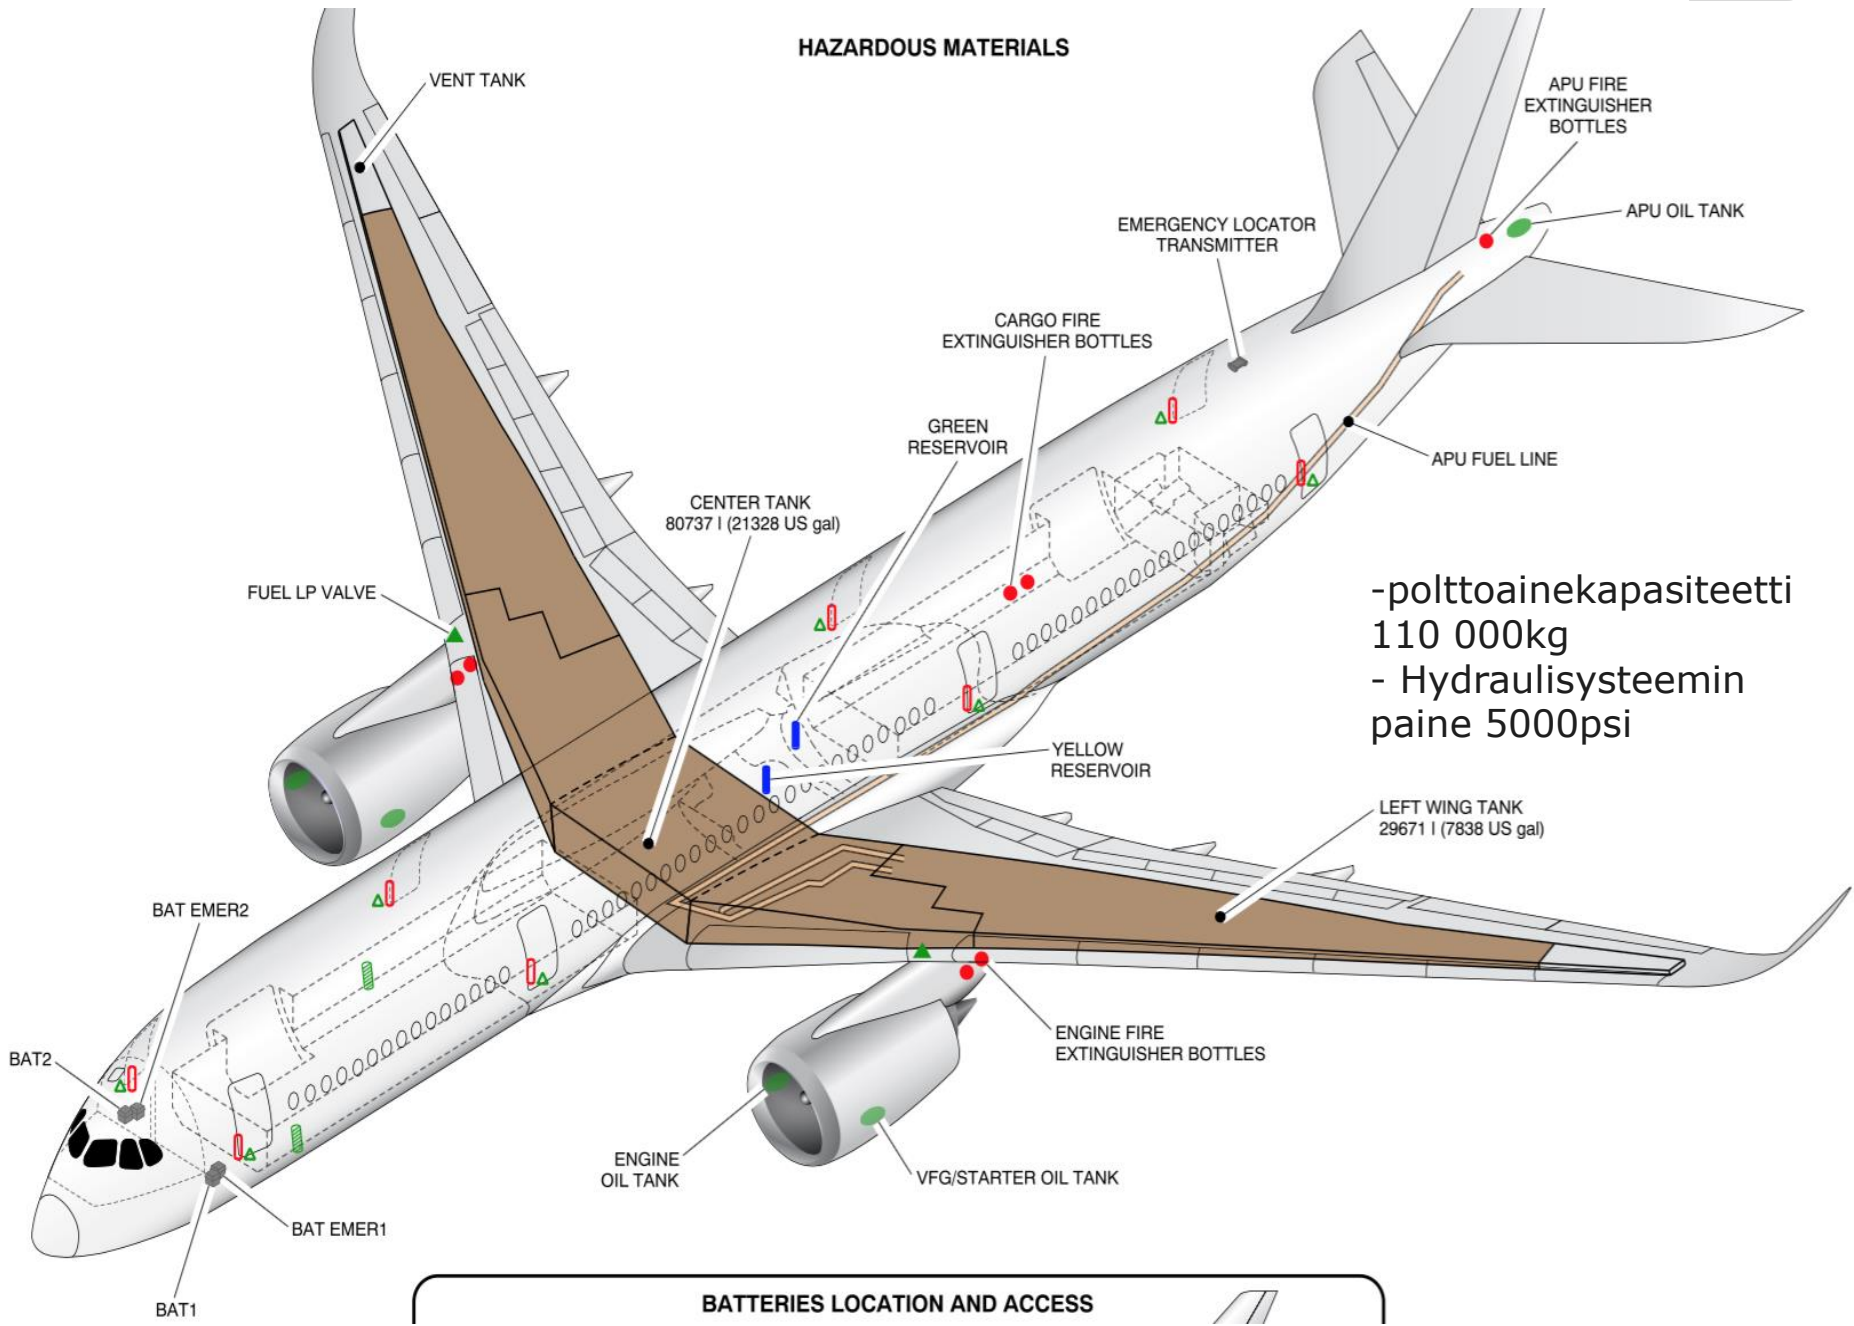 HAZARDOUS MATERIALS
VENT TANK
APU FIRE
EXTINGUISHER
BOTTLES
APU OIL TANK
EMERGENCY LOCATOR
TRANSMITTER
CARGO FIRE
EXTINGUISHER BOTTLES
GREEN
RESERVOIR
APU FUEL LINE
CENTER TANK
80737 l (21328 US gal)
FUEL LP VALVE
-polttoainekapasiteetti
110 000kg
- Hydraulisysteemin
paine 5000psi
YELLOW
RESERVOIR
LEFT WING TANK
29671 l (7838 US gal)
BAT EMER2
BAT2
ENGINE FIRE
EXTINGUISHER BOTTLES
ENGINE
OIL TANK
VFG/STARTER OIL TANK
BAT EMER1
BAT1
BATTERIES LOCATION AND ACCESS